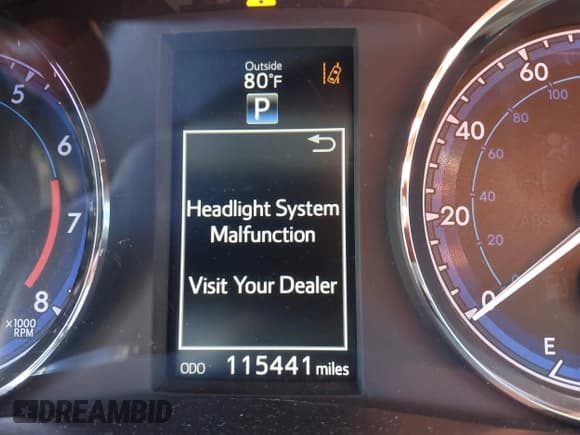 Outside
80°F
P
Headlight System
Malfunction
Visit Your Dealer
ODO 115441 miles
5
6
7
8
×1000
RPM
60
40
20
0
100
80
60
40
20
ABS
E
DREAMBID